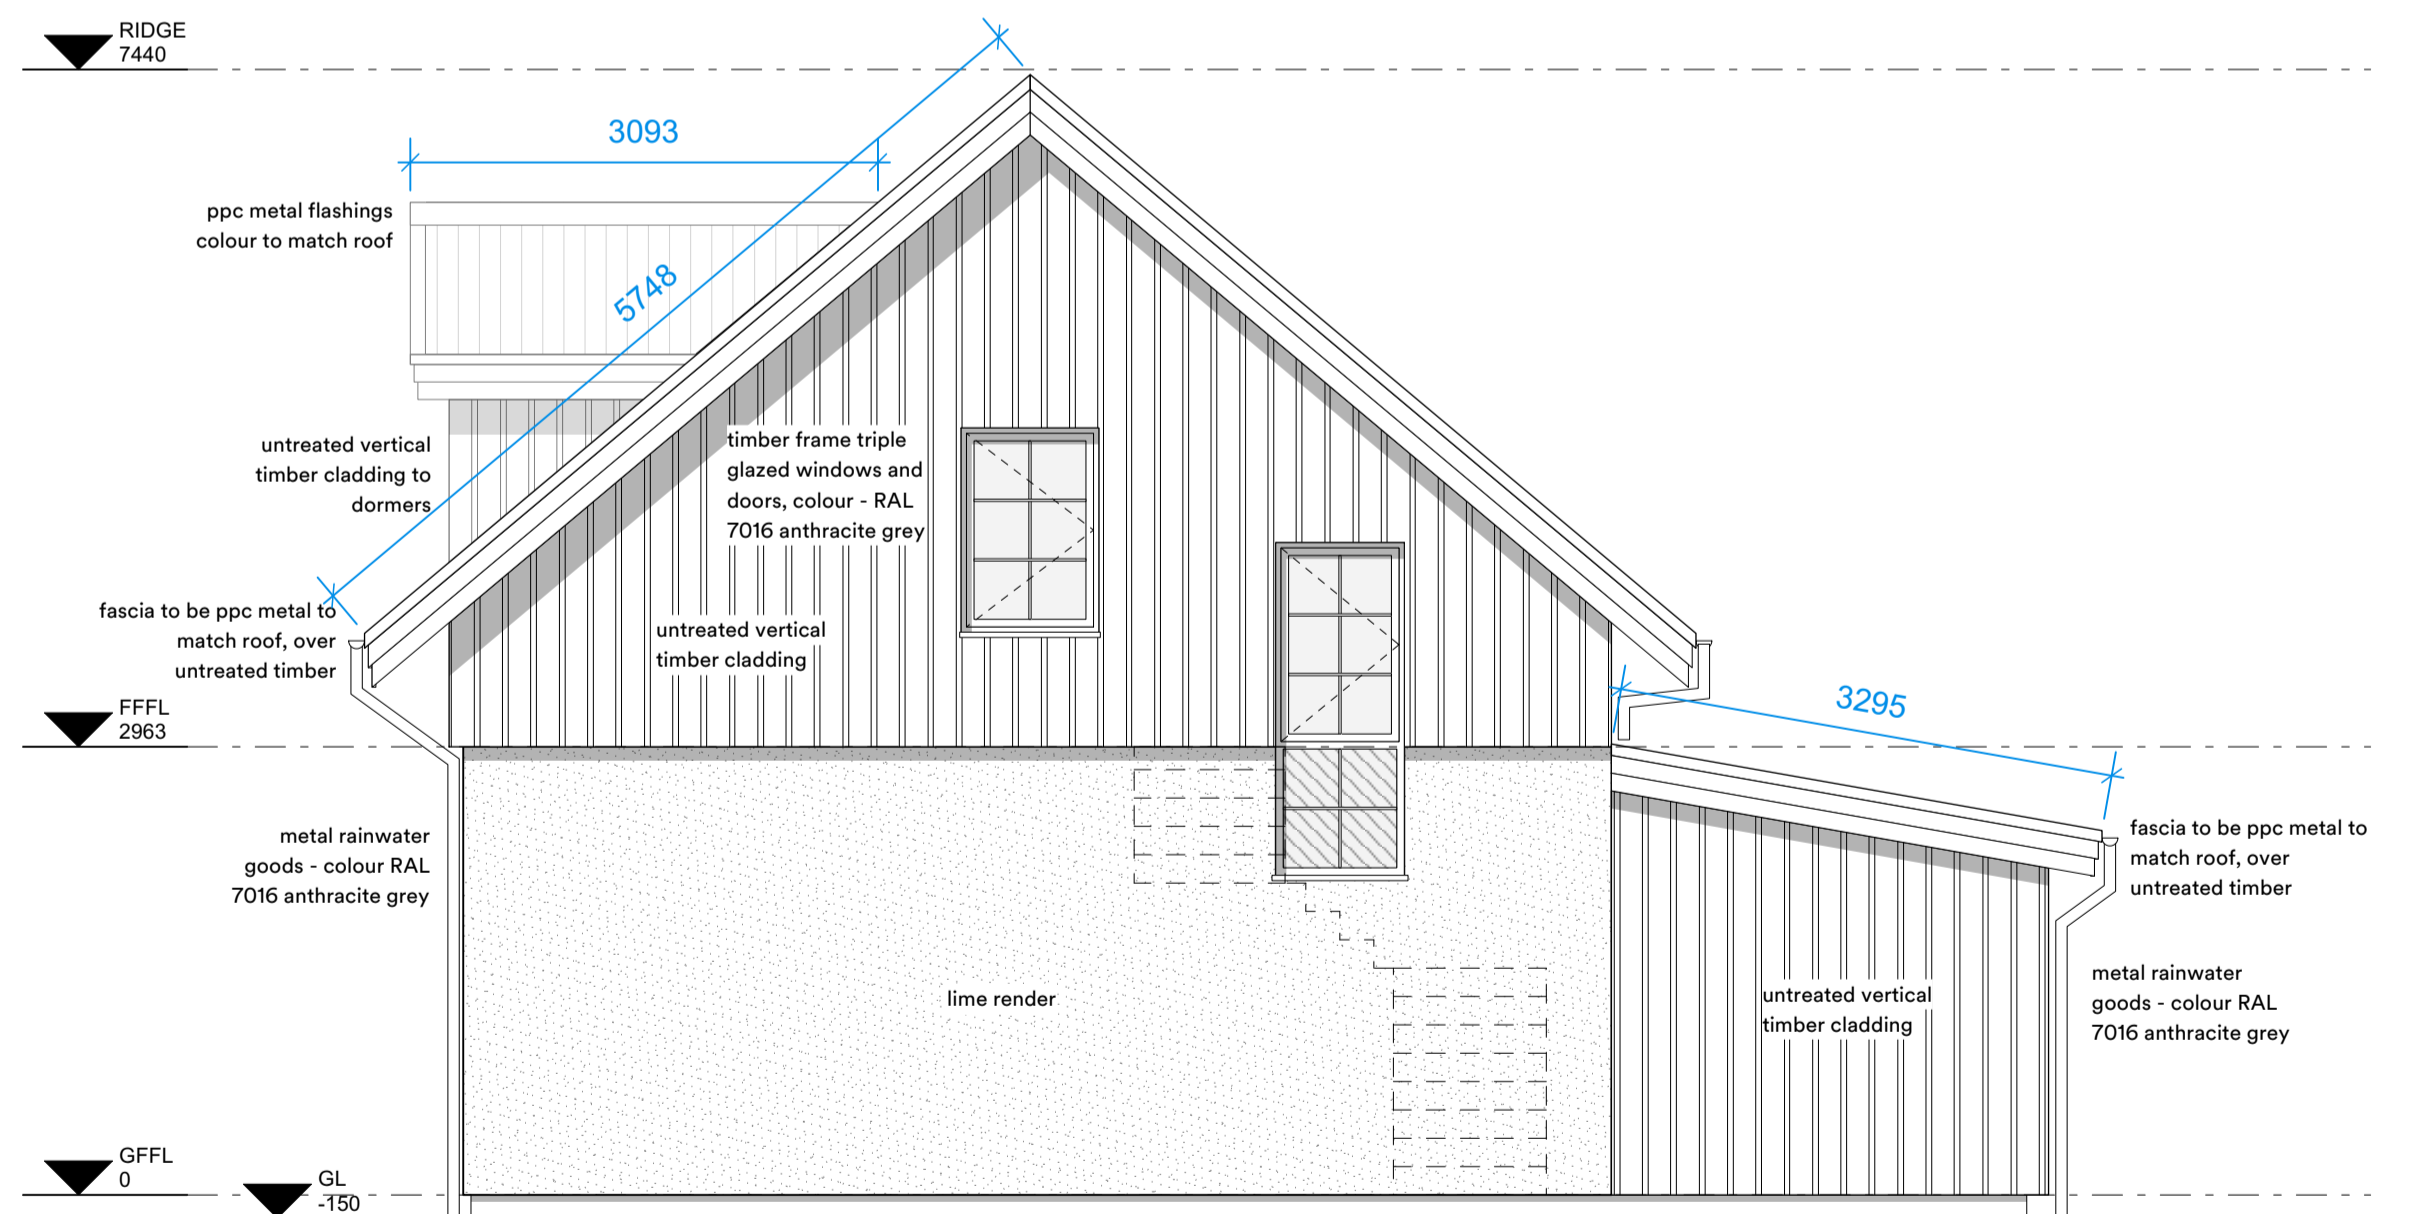 RIDGE
7440
3093
ppc metal flashings
colour to match roof
5748
untreated vertical
timber cladding to
dormers
timber frame triple
glazed windows and
doors, colour - RAL
7016 anthracite grey
fascia to be ppc metal to
match roof, over
untreated timber
untreated vertical
timber cladding
FFFL
2963
3295
metal rainwater
goods - colour RAL
7016 anthracite grey
fascia to be ppc metal to
match roof, over
untreated timber
lime render
untreated vertical
timber cladding
metal rainwater
goods - colour RAL
7016 anthracite grey
GFFL
0
GL
-150